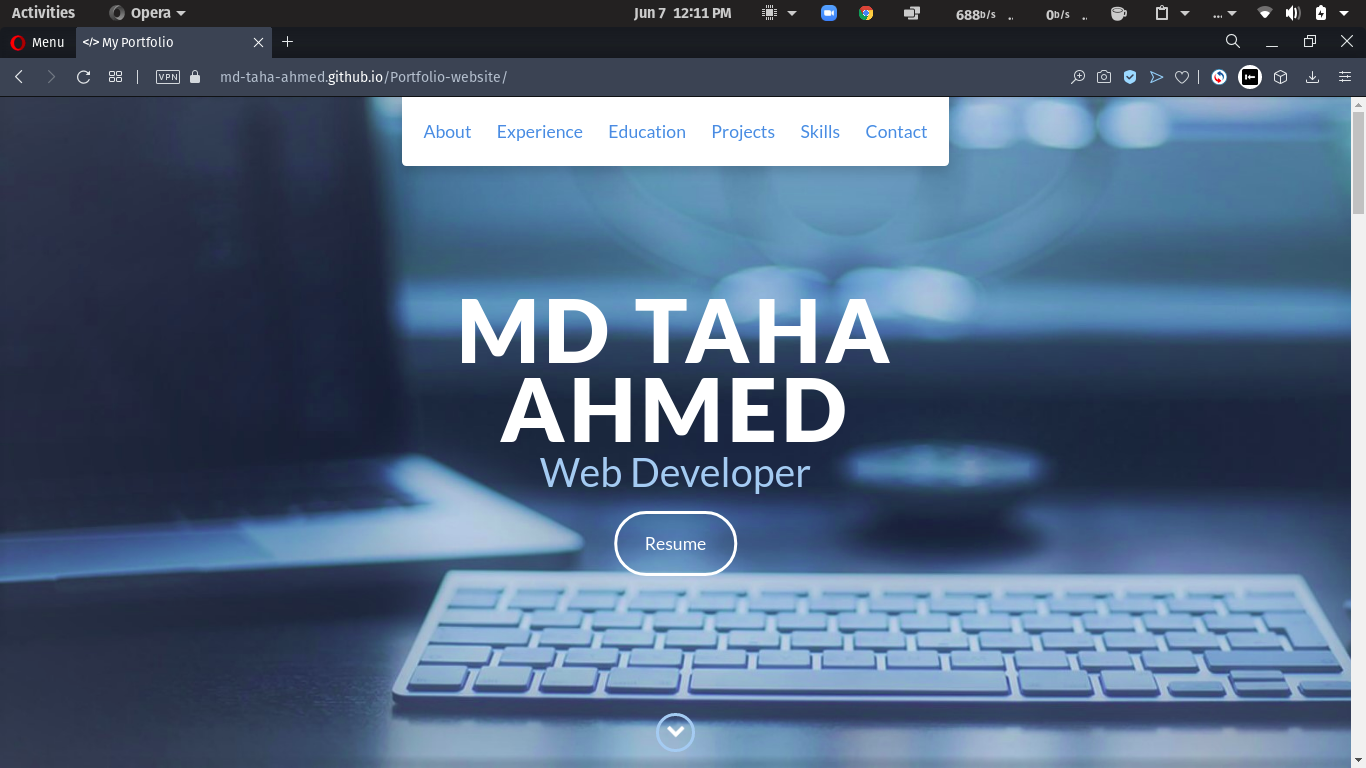 Activities Opera Jun 7 12:11 PM 688b/s .. 0b/s .. ...
Menu </> My Portfolio
VPN md-taha-ahmed.github.io/Portfolio-website/
About Experience Education Projects Skills Contact
MD TAHA
AHMED
Web Developer
Resume